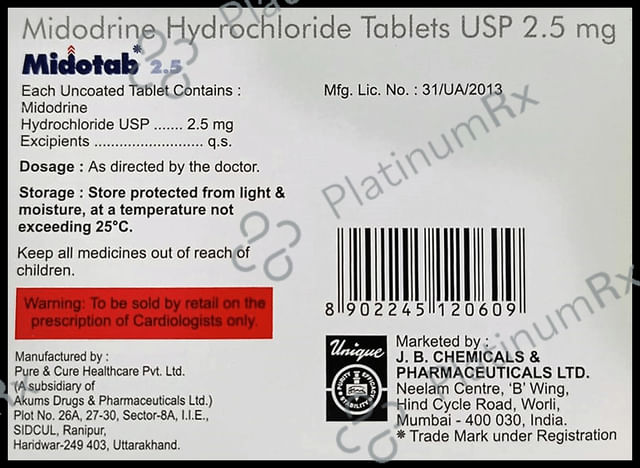 Midodrine Hydrochloride Tablets USP 2.5 mg
Midotab* 2.5
Each Uncoated Tablet Contains :
Midodrine
Hydrochloride USP ....... 2.5 mg
Excipients ........................ q.s.
Dosage : As directed by the doctor.
Storage : Store protected from light &
moisture, at a temperature not
exceeding 25°C.
Keep all medicines out of reach of
children.
Warning: To be sold by retail on the
prescription of Cardiologists only.
Manufactured by :
Pure & Cure Healthcare Pvt. Ltd.
(A subsidiary of
Akums Drugs & Pharmaceuticals Ltd.)
Plot No. 26A, 27-30, Sector-8A, I.I.E.,
SIDCUL, Ranipur,
Haridwar-249 403, Uttarakhand.
Mfg. Lic. No. : 31/UA/2013
8 902245 120609
Unique
PURITY EFFICACY
STABILITY
Marketed by :
J. B. CHEMICALS &
PHARMACEUTICALS LTD.
Neelam Centre, 'B' Wing,
Hind Cycle Road, Worli,
Mumbai - 400 030, India.
* Trade Mark under Registration
PlatinumRx
PlatinumRx
PlatinumRx
Rx